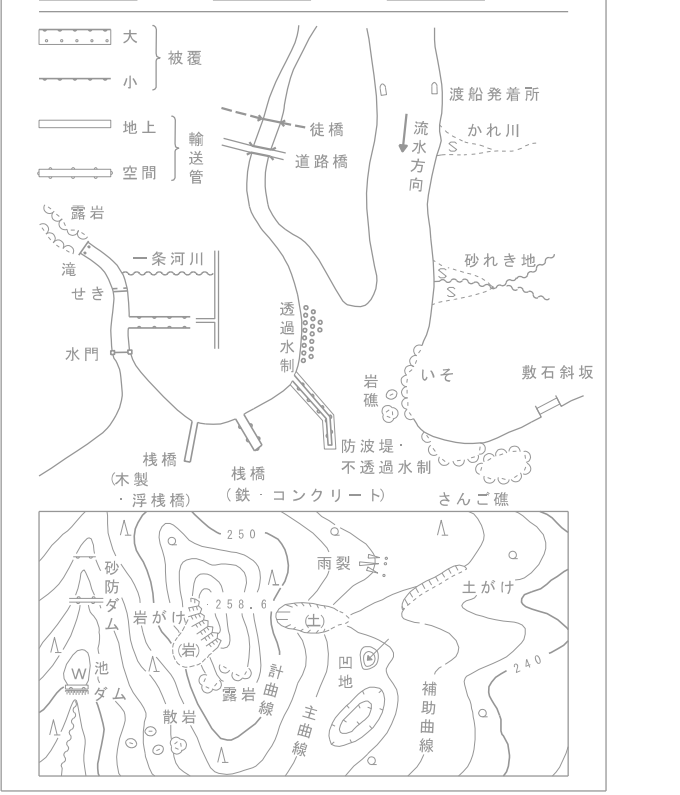 大
小
被覆
地上
空間
輸送管
徒橋
道路橋
渡船発着所
かれ川
流水方向
露岩
滝
一条河川
せき
水門
砂れき地
透過水制
岩礁
いそ
敷石斜坂
防波堤・
不透過水制
桟橋
(木製
・浮桟橋)
桟橋
(鉄・コンクリート)
さんご礁
250
雨裂
砂防ダム
土がけ
岩がけ
258.6
(土)
(岩)
凹地
240
W
池
ダム
露岩
計曲線
主曲線
補助曲線
散岩